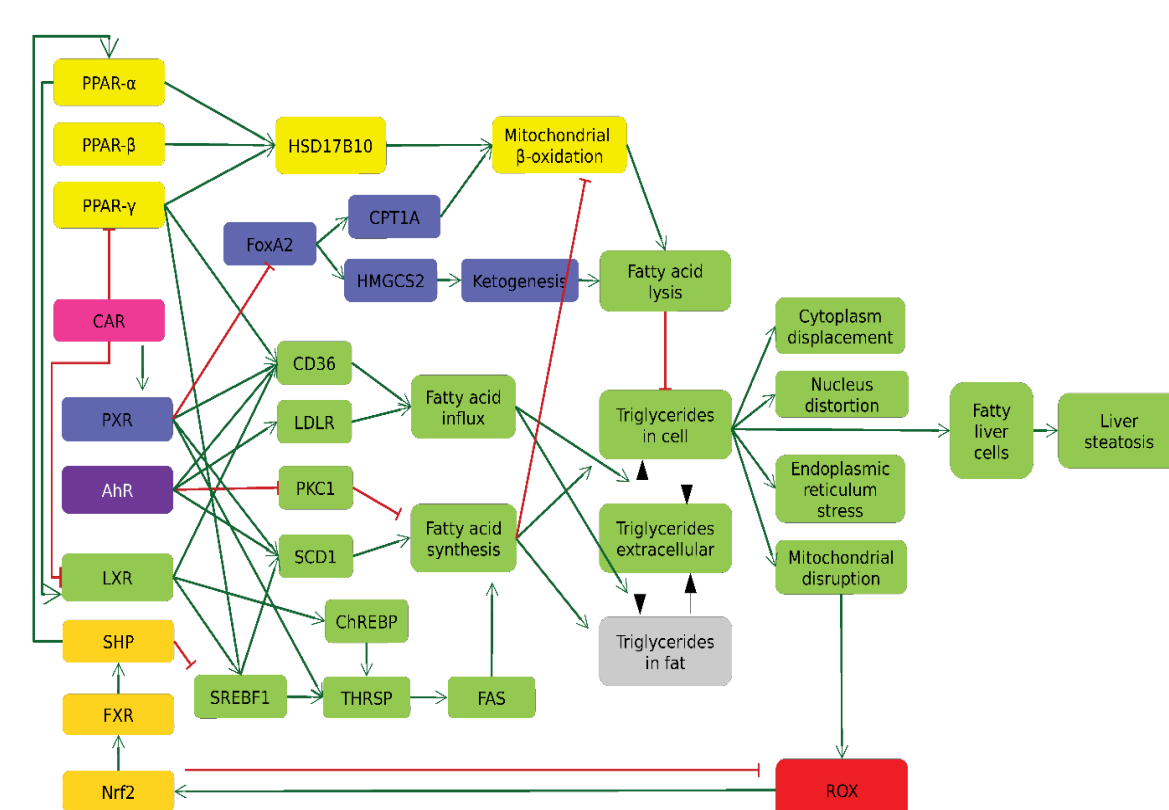 PPAR-α
PPAR-β
PPAR-γ
HSD17B10
Mitochondrial
β-oxidation
CPT1A
FoxA2
HMGCS2
Ketogenesis
Fatty acid
lysis
CAR
PXR
AhR
LXR
SHP
FXR
Nrf2
CD36
LDLR
PKC1
SCD1
ChREBP
SREBF1
THRSP
FAS
Fatty acid
influx
Fatty acid
synthesis
Triglycerides
in cell
Triglycerides
extracellular
Triglycerides
in fat
Cytoplasm
displacement
Nucleus
distortion
Endoplasmic
reticulum
stress
Mitochondrial
disruption
Fatty
liver
cells
Liver
steatosis
ROX